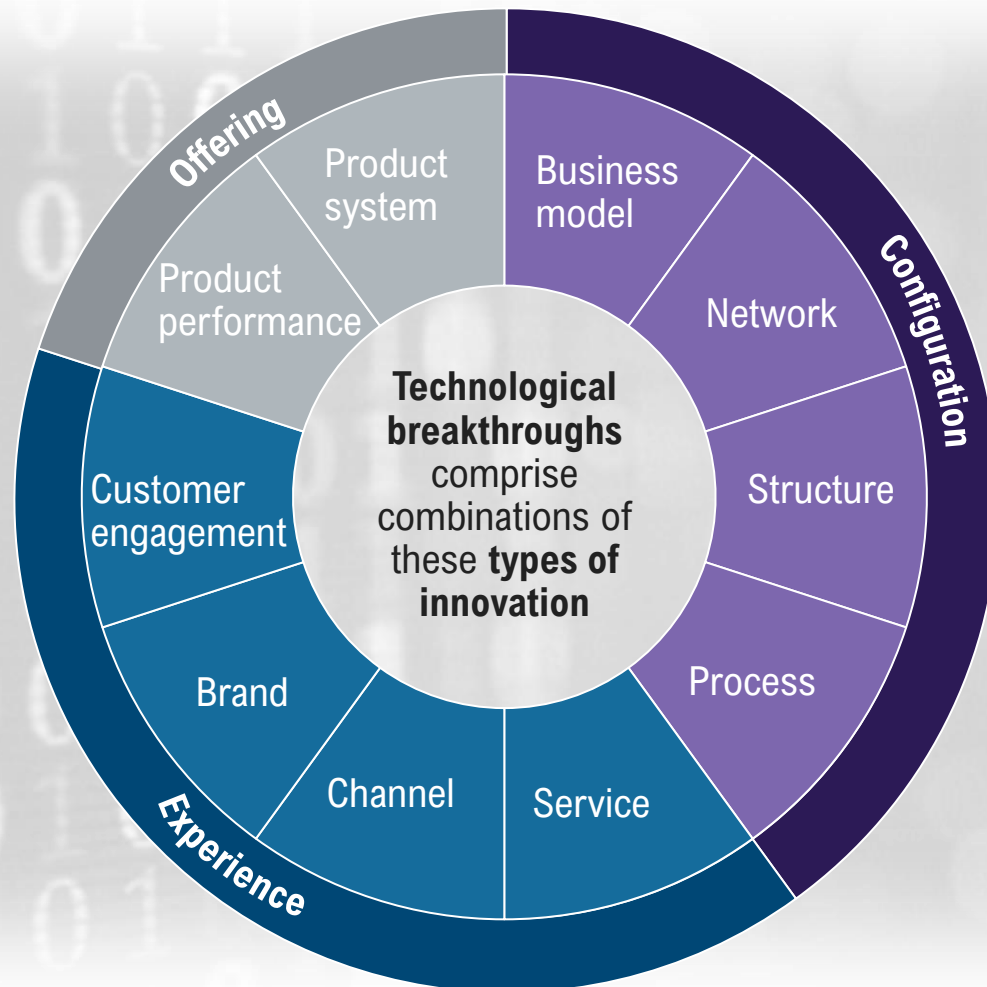 Offering
Product
system
Product
performance
Configuration
Business
model
Network
Structure
Process
Experience
Service
Channel
Brand
Customer
engagement
Technological
breakthroughs
comprise
combinations of
these types of
innovation